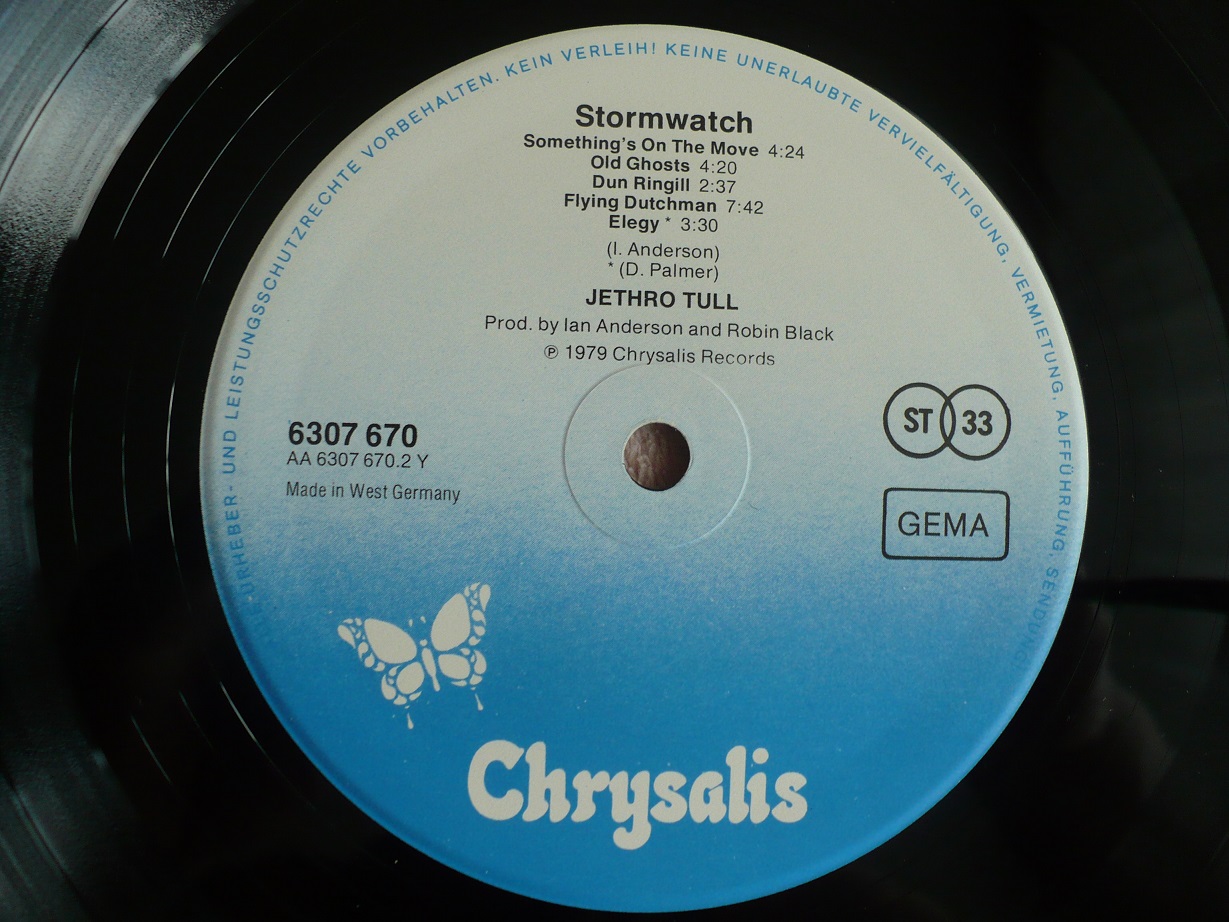 URHEBER- UND LEISTUNGSSCHUTZRECHTE VORBEHALTEN. KEIN VERLEIH! KEINE UNERLAUBTE VERVIELFÄLTIGUNG, VERMIETUNG, AUFFÜHRUNG, SENDUNG
Stormwatch
Something's On The Move 4:24
Old Ghosts 4:20
Dun Ringill 2:37
Flying Dutchman 7:42
Elegy * 3:30
(I. Anderson)
* (D. Palmer)
JETHRO TULL
Prod. by Ian Anderson and Robin Black
℗ 1979 Chrysalis Records
6307 670
AA 6307 670.2 Y
Made in West Germany
ST 33
GEMA
Chrysalis